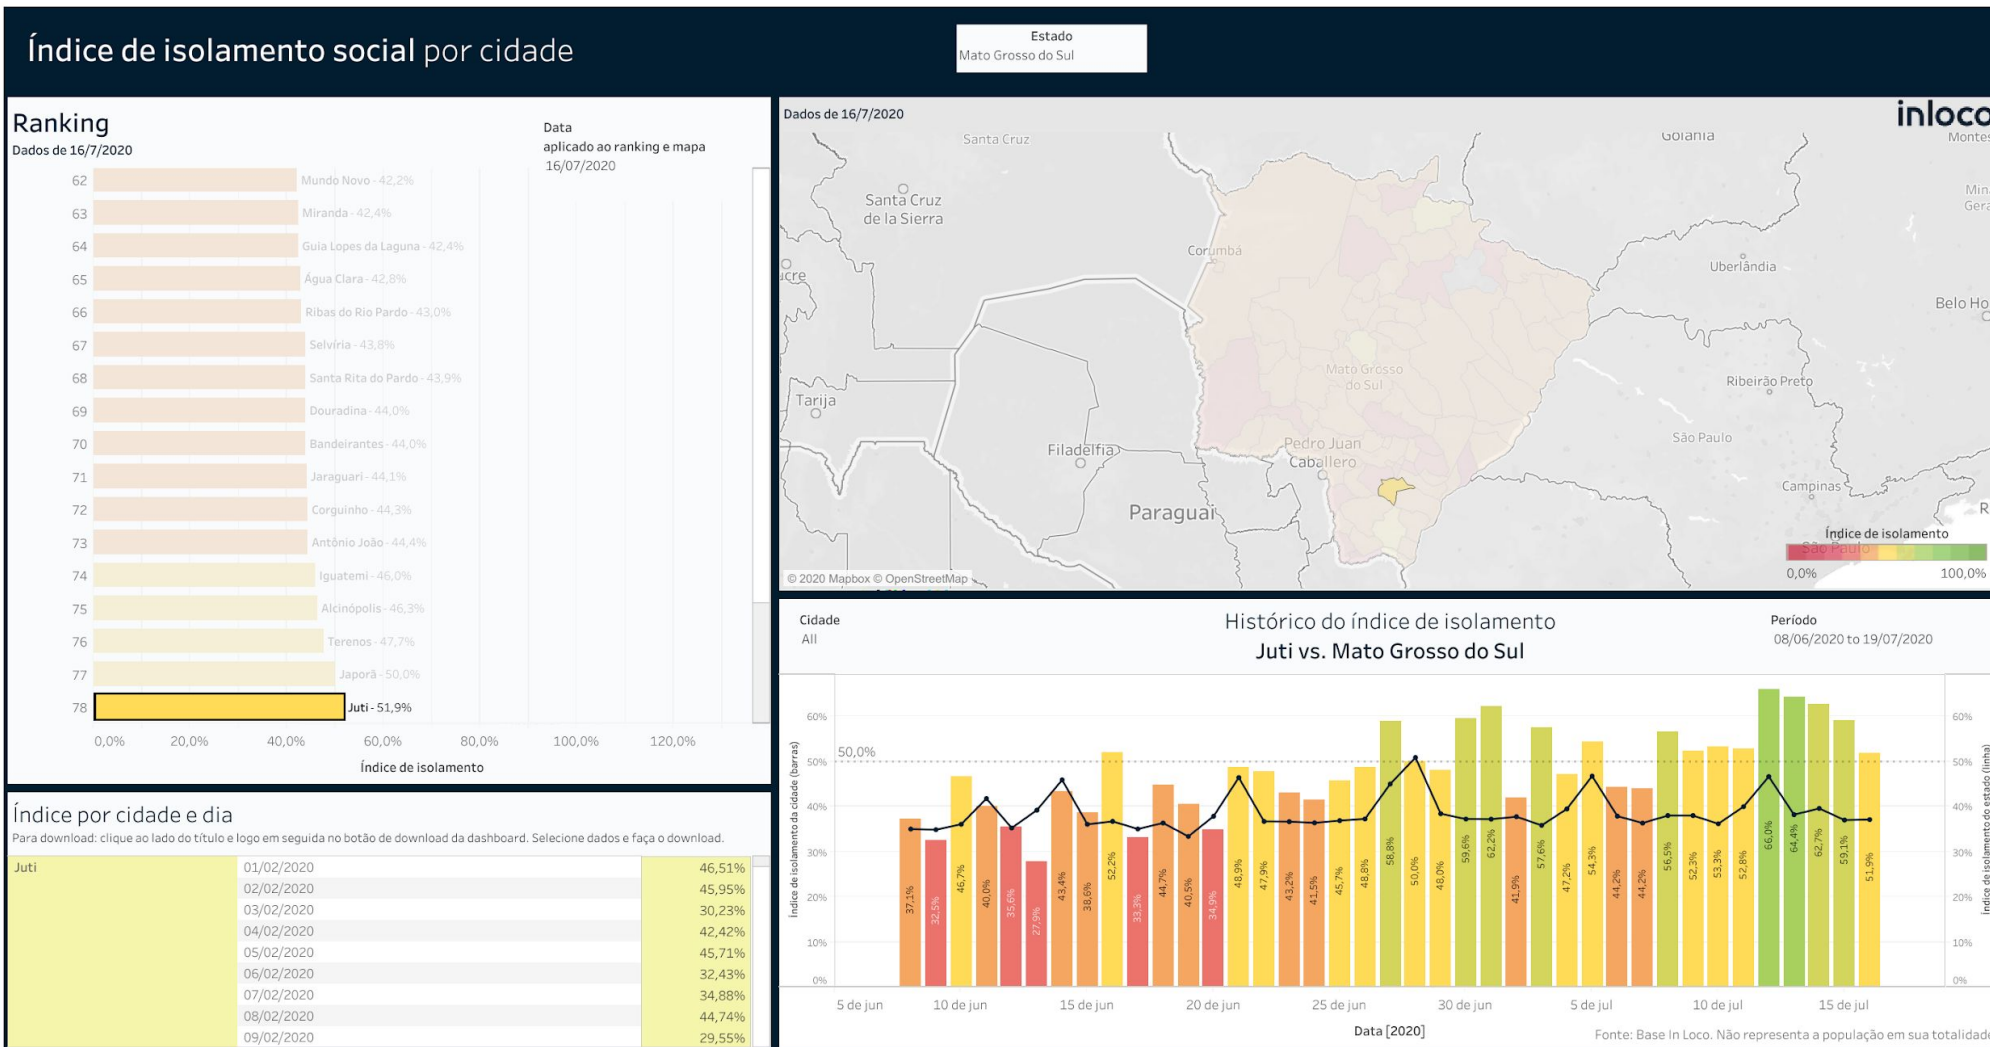 Índice de isolamento social por cidade
Estado
Mato Grosso do Sul
Ranking
Dados de 16/7/2020
Data
aplicado ao ranking e mapa
16/07/2020
62 Mundo Novo - 42,2%
63 Miranda - 42,4%
64 Guia Lopes da Laguna - 42,4%
65 Água Clara - 42,8%
66 Ribas do Rio Pardo - 43,0%
67 Selvíria - 43,8%
68 Santa Rita do Pardo - 43,9%
69 Douradina - 44,0%
70 Bandeirantes - 44,0%
71 Jaraguari - 44,1%
72 Corguinho - 44,3%
73 Antônio João - 44,4%
74 Iguatemi - 46,0%
75 Alcinópolis - 46,3%
76 Terenos - 47,7%
77 Japorã - 50,0%
78 Juti - 51,9%
0,0% 20,0% 40,0% 60,0% 80,0% 100,0% 120,0%
Índice de isolamento
Índice por cidade e dia
Para download: clique ao lado do título e logo em seguida no botão de download da dashboard. Selecione dados e faça o download.
Juti 01/02/2020 46,51%
02/02/2020 45,95%
03/02/2020 30,23%
04/02/2020 42,42%
05/02/2020 45,71%
06/02/2020 32,43%
07/02/2020 34,88%
08/02/2020 44,74%
09/02/2020 29,55%
Dados de 16/7/2020
inloco
Santa Cruz
Goiânia
Montes
Santa Cruz
de la Sierra
Min
Gera
Corumbá
ucre
Uberlândia
Belo Ho
Mato Grosso
do Sul
Ribeirão Preto
Tarija
São Paulo
Filadélfia
Pedro Juan
Caballero
Campinas
Paraguai
R
Índice de isolamento
São Paulo
0,0% 100,0%
© 2020 Mapbox © OpenStreetMap
Cidade
All
Histórico do índice de isolamento
Juti vs. Mato Grosso do Sul
Período
08/06/2020 to 19/07/2020
Índice de isolamento da cidade (barras)
60%
50%
40%
30%
20%
10%
0%
50,0%
37,1%
32,5%
46,7%
40,0%
35,6%
27,9%
43,4%
38,6%
52,2%
33,3%
44,7%
40,5%
34,9%
48,9%
47,9%
43,2%
41,5%
45,7%
48,8%
58,8%
50,0%
48,0%
59,6%
62,2%
41,9%
57,6%
47,2%
54,3%
44,2%
44,2%
56,5%
52,3%
53,3%
52,8%
66,0%
64,4%
62,7%
59,1%
51,9%
60%
50%
40%
30%
20%
10%
0%
Índice de isolamento do estado (linha)
5 de jun 10 de jun 15 de jun 20 de jun 25 de jun 30 de jun 5 de jul 10 de jul 15 de jul
Data [2020]
Fonte: Base In Loco. Não representa a população em sua totalidade